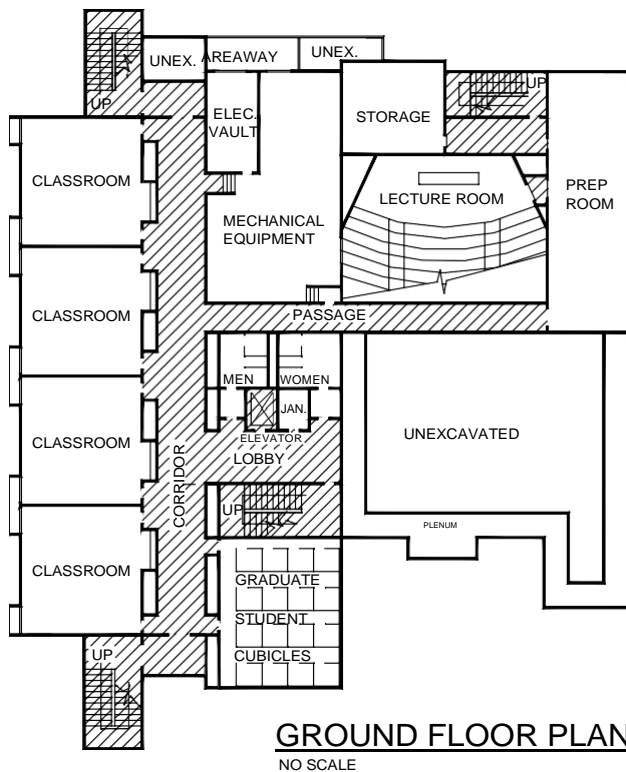 UNEX.
AREAWAY
UNEX.
UP
UP
ELEC.
VAULT
STORAGE
CLASSROOM
LECTURE ROOM
PREP
ROOM
MECHANICAL
EQUIPMENT
CLASSROOM
PASSAGE
MEN
WOMEN
JAN.
CLASSROOM
ELEVATOR
UNEXCAVATED
LOBBY
CORRIDOR
UP
PLENUM
CLASSROOM
GRADUATE
STUDENT
CUBICLES
UP
GROUND FLOOR PLAN
NO SCALE